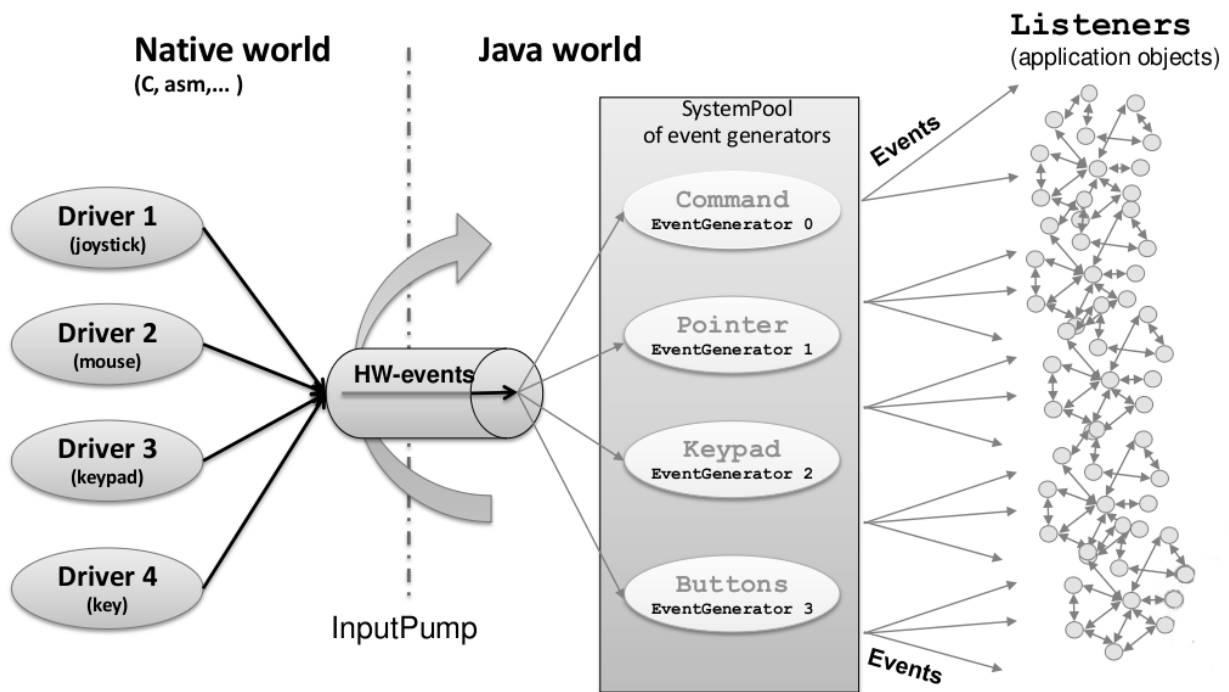 Native world
(C, asm,... )
Java world
Listeners
(application objects)
SystemPool
of event generators
Events
Driver 1
(joystick)
Driver 2
(mouse)
Driver 3
(keypad)
Driver 4
(key)
HW-events
InputPump
Command
EventGenerator 0
Pointer
EventGenerator 1
Keypad
EventGenerator 2
Buttons
EventGenerator 3
Events